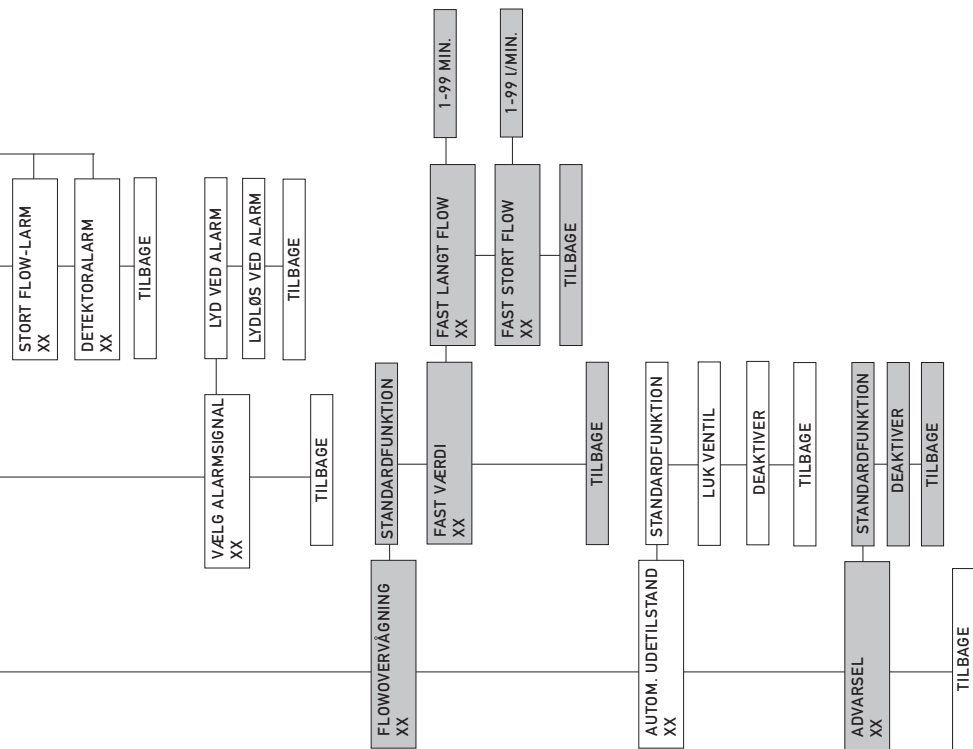 STORT FLOW-LARM
XX
DETEKTORALARM
XX
TILBAGE
VÆLG ALARMSIGNAL
XX
LYD VED ALARM
LYDLØS VED ALARM
TILBAGE
TILBAGE
FLOWOVERVÅGNING
XX
STANDARDFUNKTION
FAST VÆRDI
XX
FAST LANGT FLOW
XX
1-99 MIN.
FAST STORT FLOW
XX
1-99 l/MIN.
TILBAGE
TILBAGE
AUTOM. UDETILSTAND
XX
STANDARDFUNKTION
LUK VENTIL
DEAKTIVER
TILBAGE
ADVARSEL
XX
STANDARDFUNKTION
DEAKTIVER
TILBAGE
TILBAGE